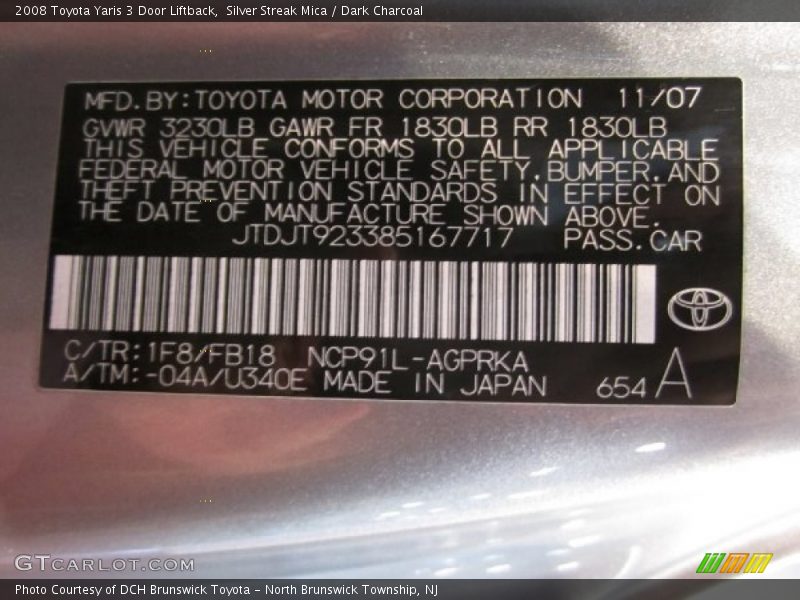 2008 Toyota Yaris 3 Door Liftback,  Silver Streak Mica / Dark Charcoal
MFD.BY:TOYOTA MOTOR CORPORATION 11/07
GVWR 3230LB GAWR FR 1830LB RR 1830LB
THIS VEHICLE CONFORMS TO ALL APPLICABLE
FEDERAL MOTOR VEHICLE SAFETY,BUMPER,AND
THEFT PREVENTION STANDARDS IN EFFECT ON
THE DATE OF MANUFACTURE SHOWN ABOVE.
JTDJT923385167717 PASS.CAR
C/TR:1F8/FB18 NCP91L-AGPRKA
A/TM:-04A/U340E MADE IN JAPAN 654 A
GTCARLOT.COM
Photo Courtesy of DCH Brunswick Toyota – North Brunswick Township, NJ